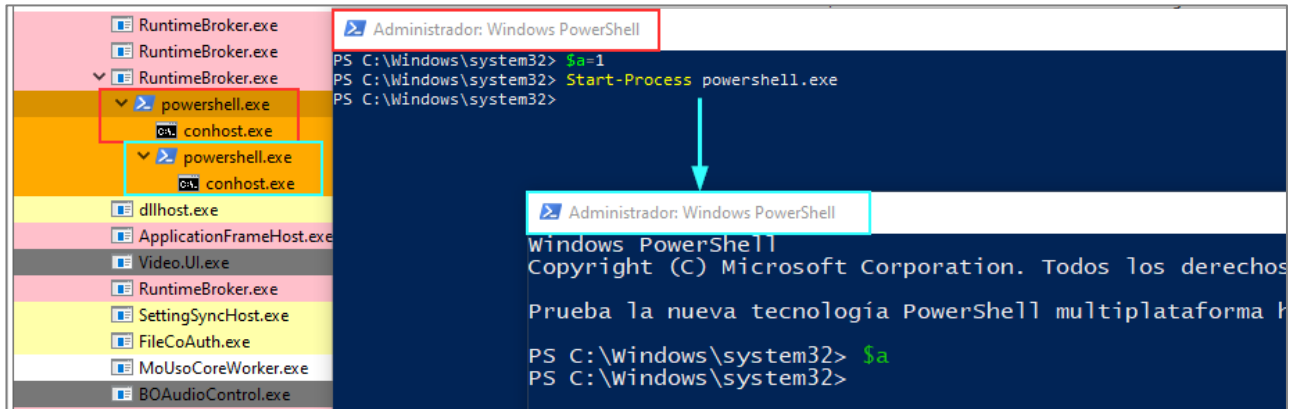 RuntimeBroker.exe
RuntimeBroker.exe
RuntimeBroker.exe
powershell.exe
conhost.exe
powershell.exe
conhost.exe
dllhost.exe
ApplicationFrameHost.exe
Video.UI.exe
RuntimeBroker.exe
SettingSyncHost.exe
FileCoAuth.exe
MoUsoCoreWorker.exe
BOAudioControl.exe
Administrador: Windows PowerShell
PS C:\Windows\system32> $a=1
PS C:\Windows\system32> Start-Process powershell.exe
PS C:\Windows\system32>
Administrador: Windows PowerShell
Windows PowerShell
Copyright (C) Microsoft Corporation. Todos los derechos
Prueba la nueva tecnología PowerShell multiplataforma
PS C:\Windows\system32> $a
PS C:\Windows\system32>